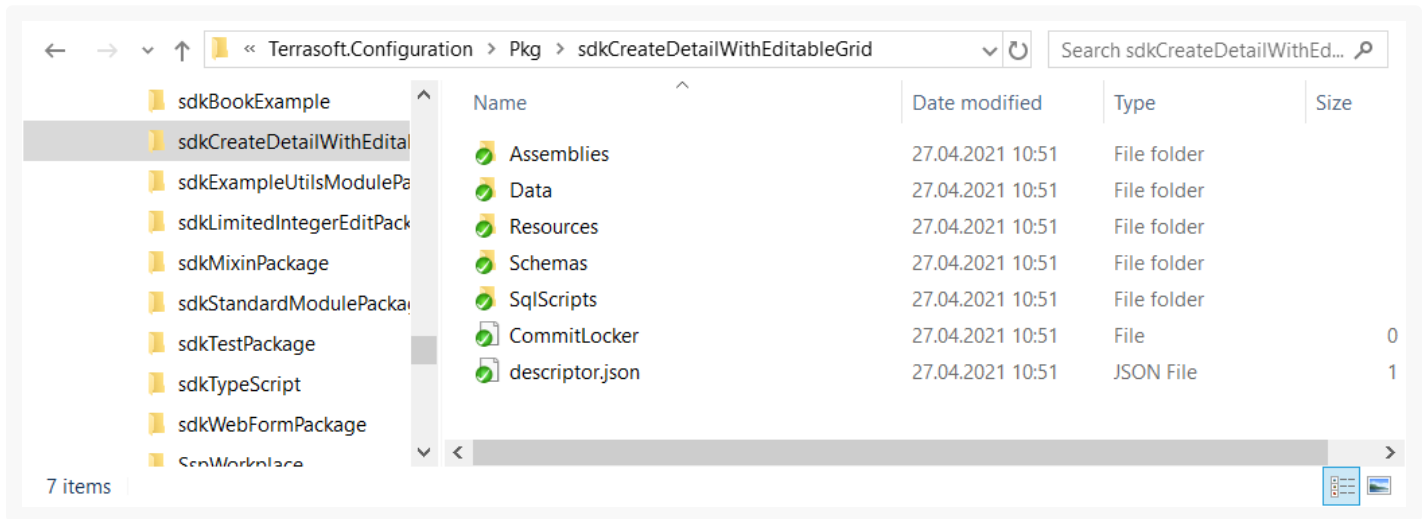 « Terrasoft.Configuration > Pkg > sdkCreateDetailWithEditableGrid
Search sdkCreateDetailWithEd...
sdkBookExample
sdkCreateDetailWithEdital
sdkExampleUtilsModulePa
sdkLimitedIntegerEditPack
sdkMixinPackage
sdkStandardModulePacka
sdkTestPackage
sdkTypeScript
sdkWebFormPackage
SspWorkplace
Name Date modified Type Size
Assemblies 27.04.2021 10:51 File folder
Data 27.04.2021 10:51 File folder
Resources 27.04.2021 10:51 File folder
Schemas 27.04.2021 10:51 File folder
SqlScripts 27.04.2021 10:51 File folder
CommitLocker 27.04.2021 10:51 File 0
descriptor.json 27.04.2021 10:51 JSON File 1
7 items